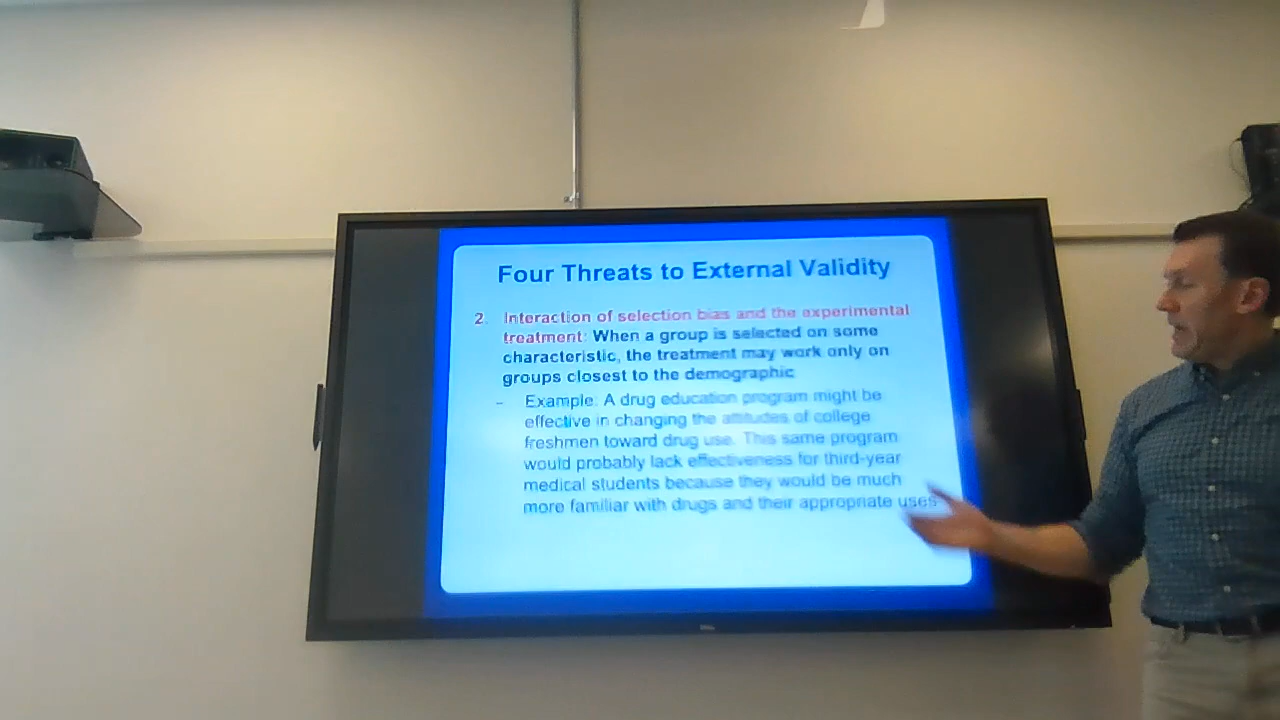 Four Threats to External Validity
2. Interaction of selection bias and the experimental
treatment: When a group is selected on some
characteristic, the treatment may work only on
groups closest to the demographic
– Example: A drug education program might be
effective in changing the attitudes of college
freshmen toward drug use. This same program
would probably lack effectiveness for third-year
medical students because they would be much
more familiar with drugs and their appropriate uses